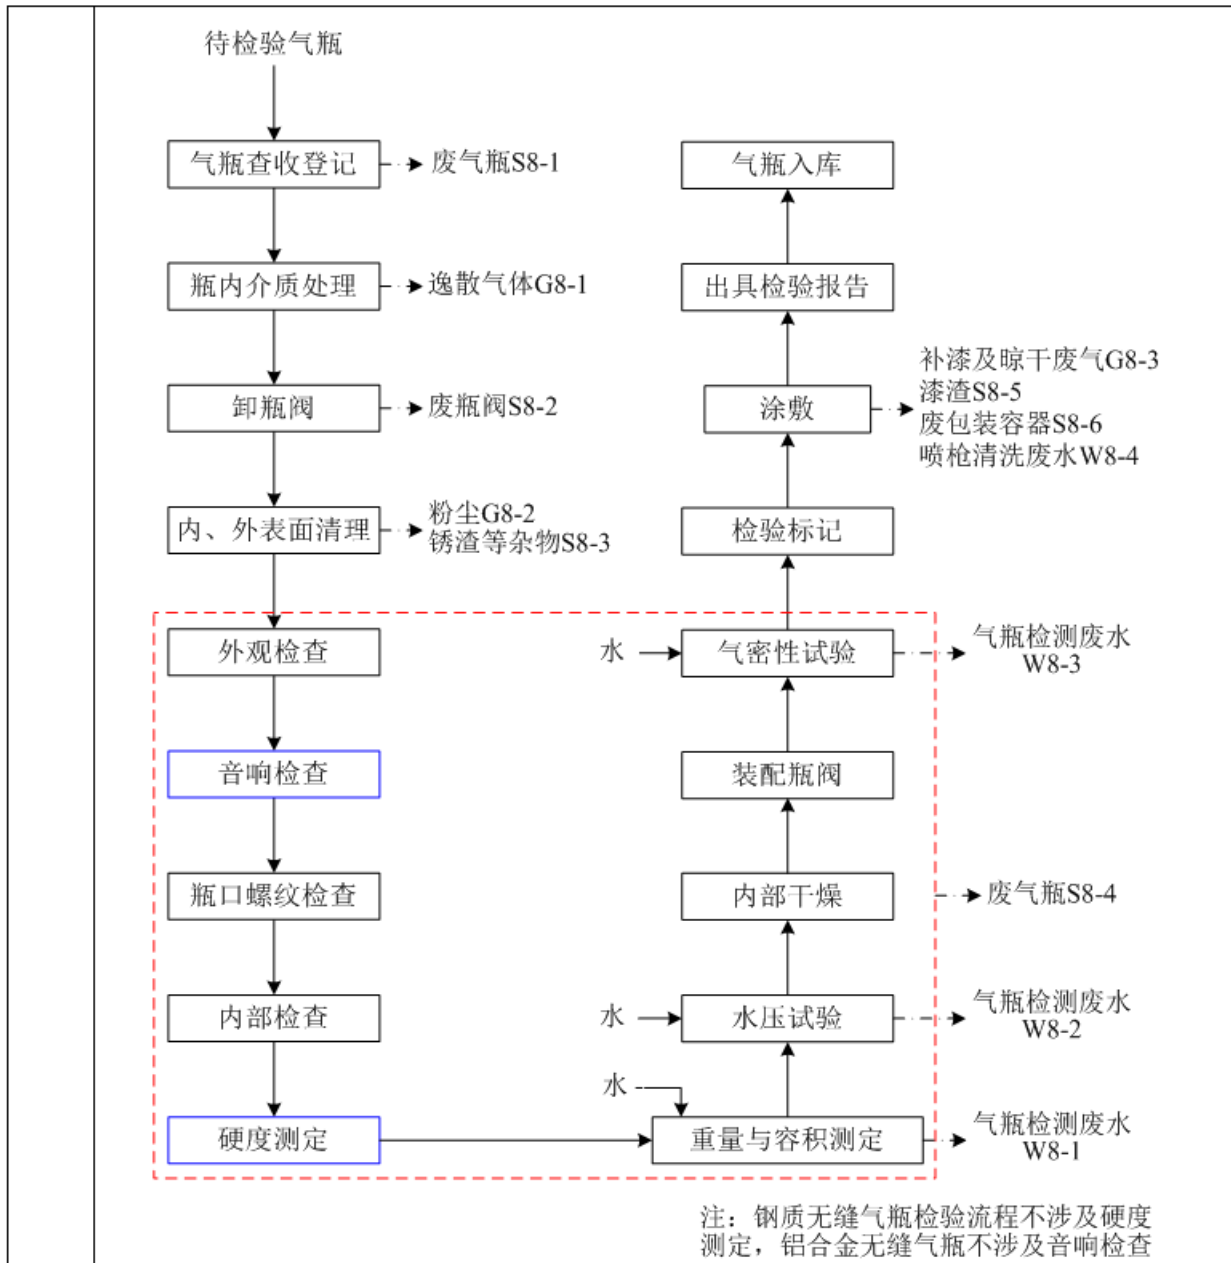 待检验气瓶
气瓶查收登记
废气瓶S8-1
瓶内介质处理
逸散气体G8-1
卸瓶阀
废瓶阀S8-2
内、外表面清理
粉尘G8-2
锈渣等杂物S8-3
外观检查
音响检查
瓶口螺纹检查
内部检查
硬度测定
气瓶入库
出具检验报告
涂敷
补漆及晾干废气G8-3
漆渣S8-5
废包装容器S8-6
喷枪清洗废水W8-4
检验标记
水
气密性试验
气瓶检测废水
W8-3
装配瓶阀
内部干燥
废气瓶S8-4
水
水压试验
气瓶检测废水
W8-2
水
重量与容积测定
气瓶检测废水
W8-1
注：钢质无缝气瓶检验流程不涉及硬度
测定，铝合金无缝气瓶不涉及音响检查